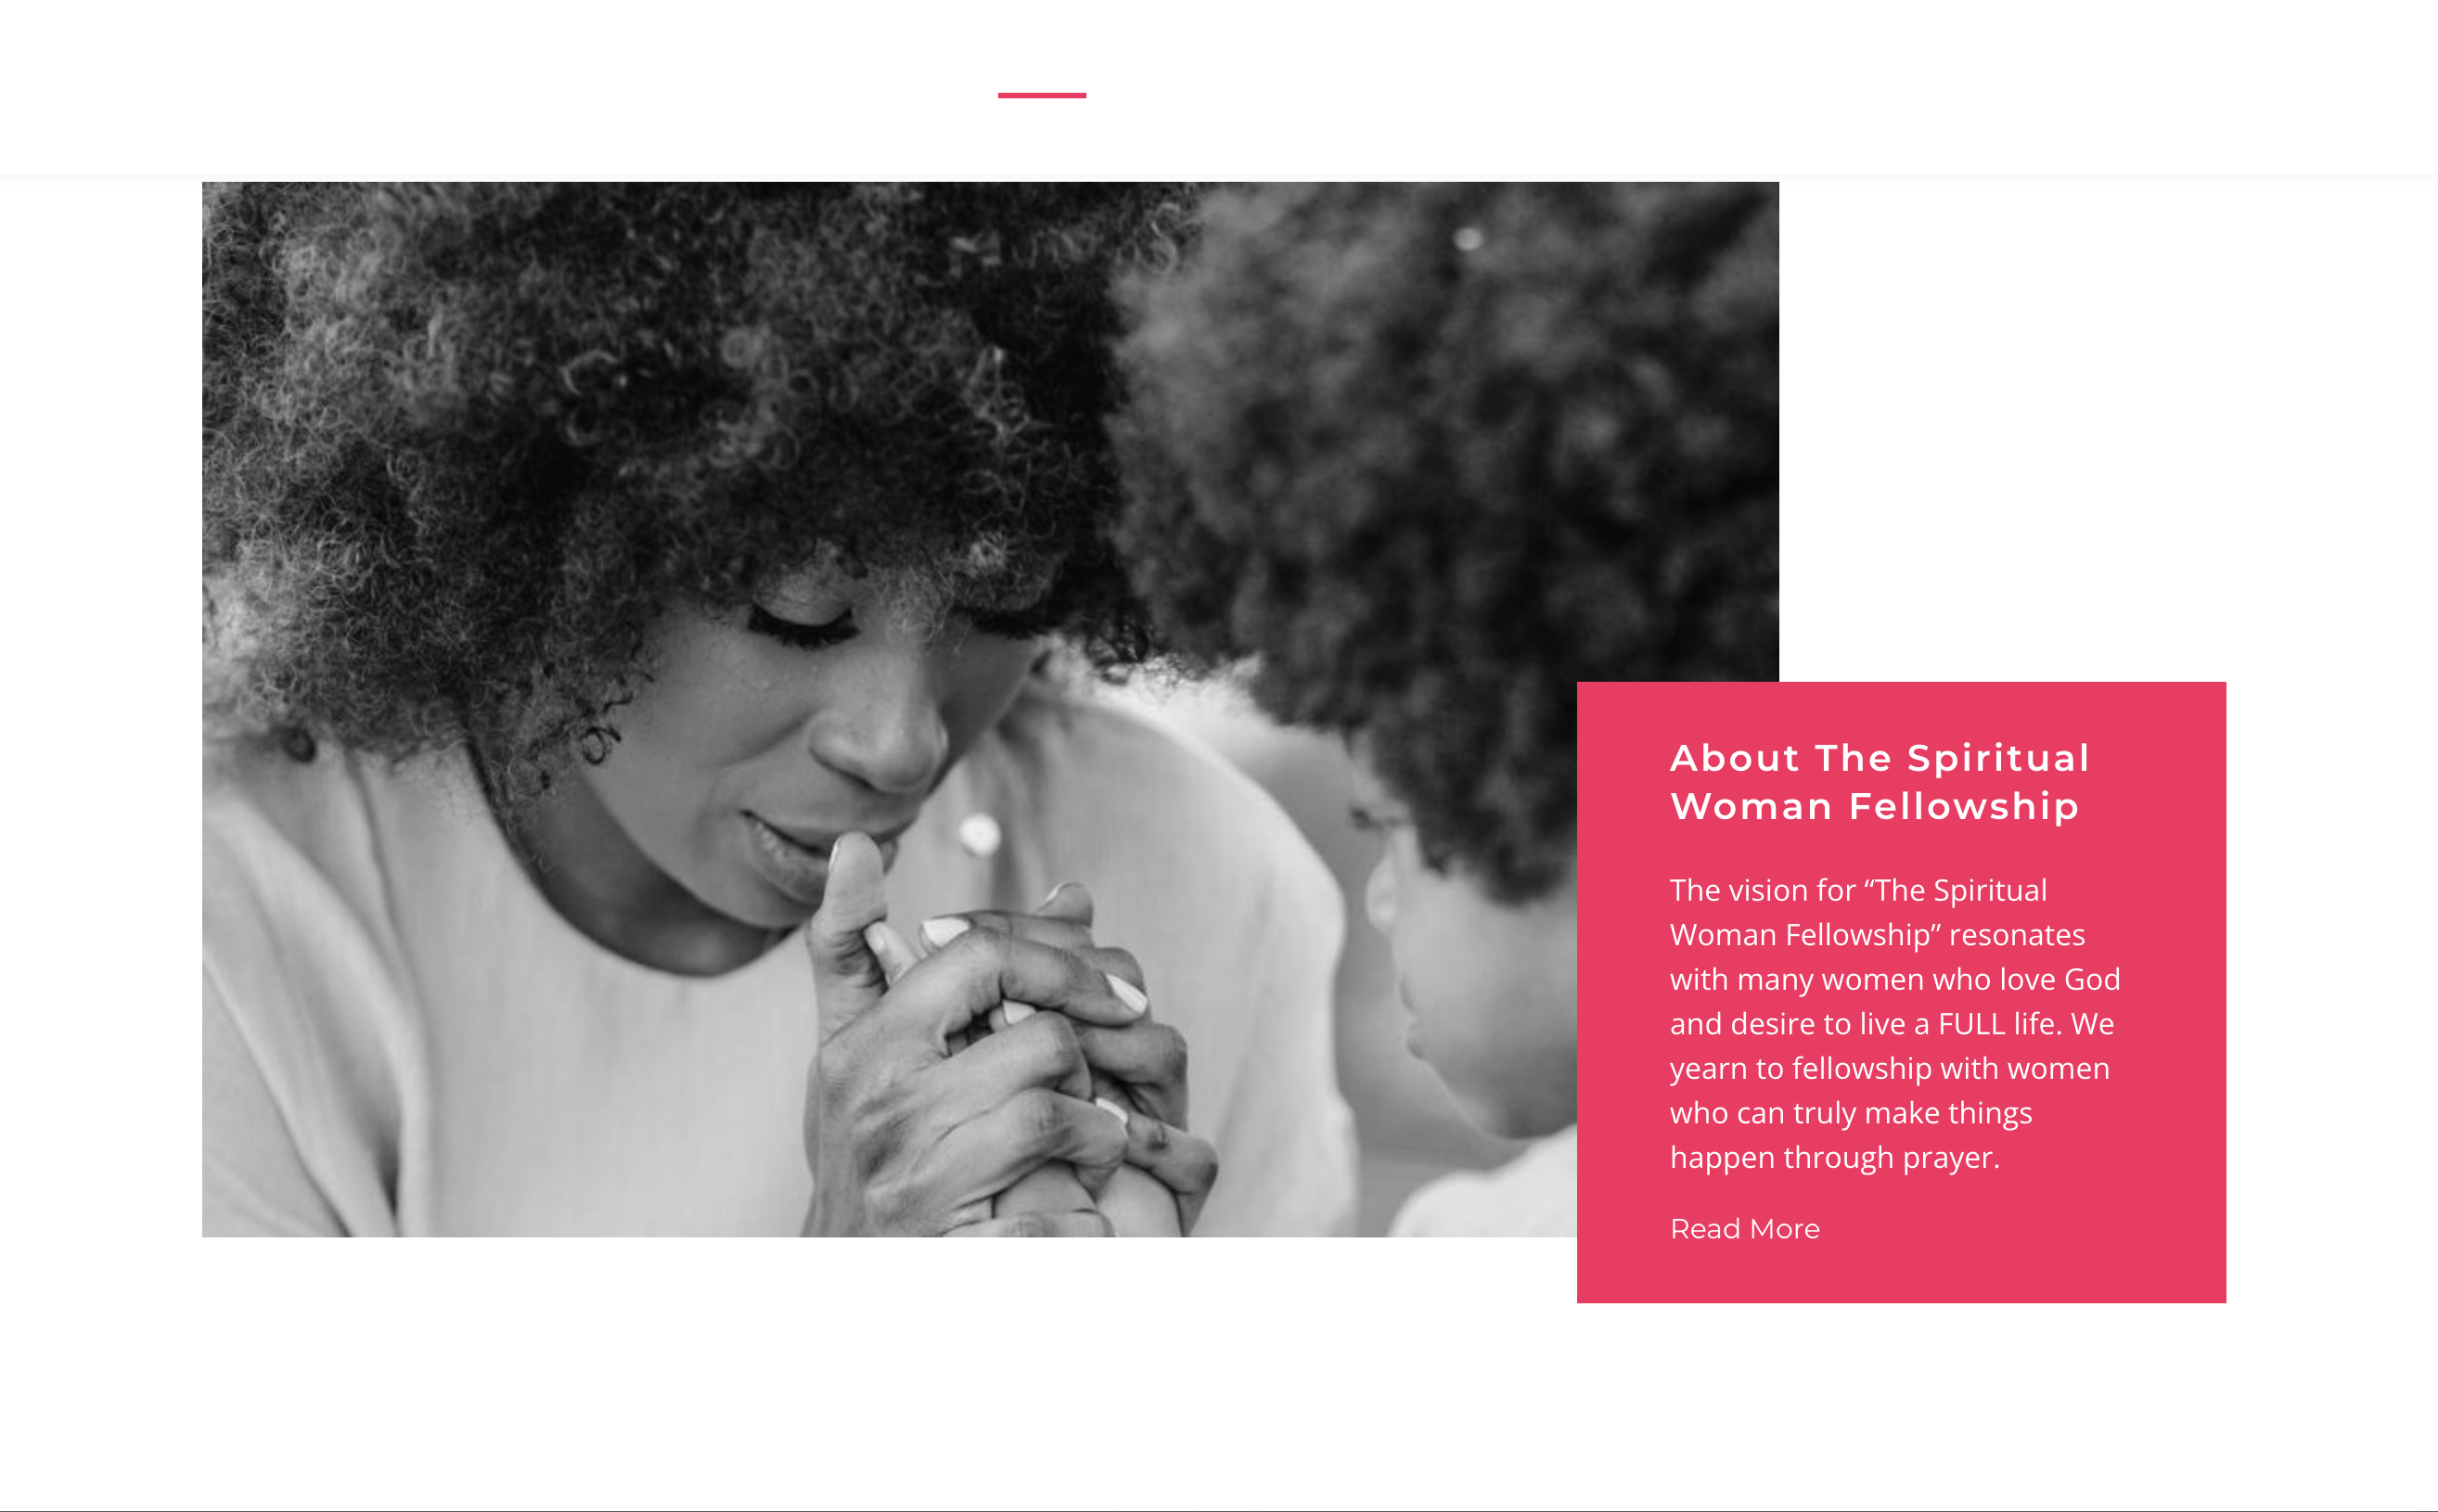 About The Spiritual
Woman Fellowship
The vision for “The Spiritual
Woman Fellowship” resonates
with many women who love God
and desire to live a FULL life. We
yearn to fellowship with women
who can truly make things
happen through prayer.
Read More